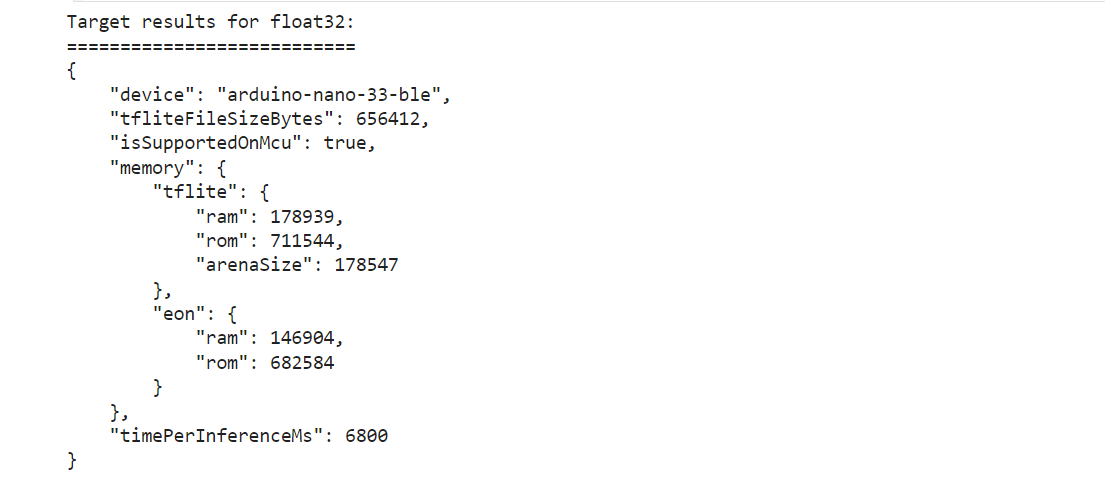 Target results for float32:
===========================
{
    "device": "arduino-nano-33-ble",
    "tfliteFileSizeBytes": 656412,
    "isSupportedOnMcu": true,
    "memory": {
        "tflite": {
            "ram": 178939,
            "rom": 711544,
            "arenaSize": 178547
        },
        "eon": {
            "ram": 146904,
            "rom": 682584
        }
    },
    "timePerInferenceMs": 6800
}